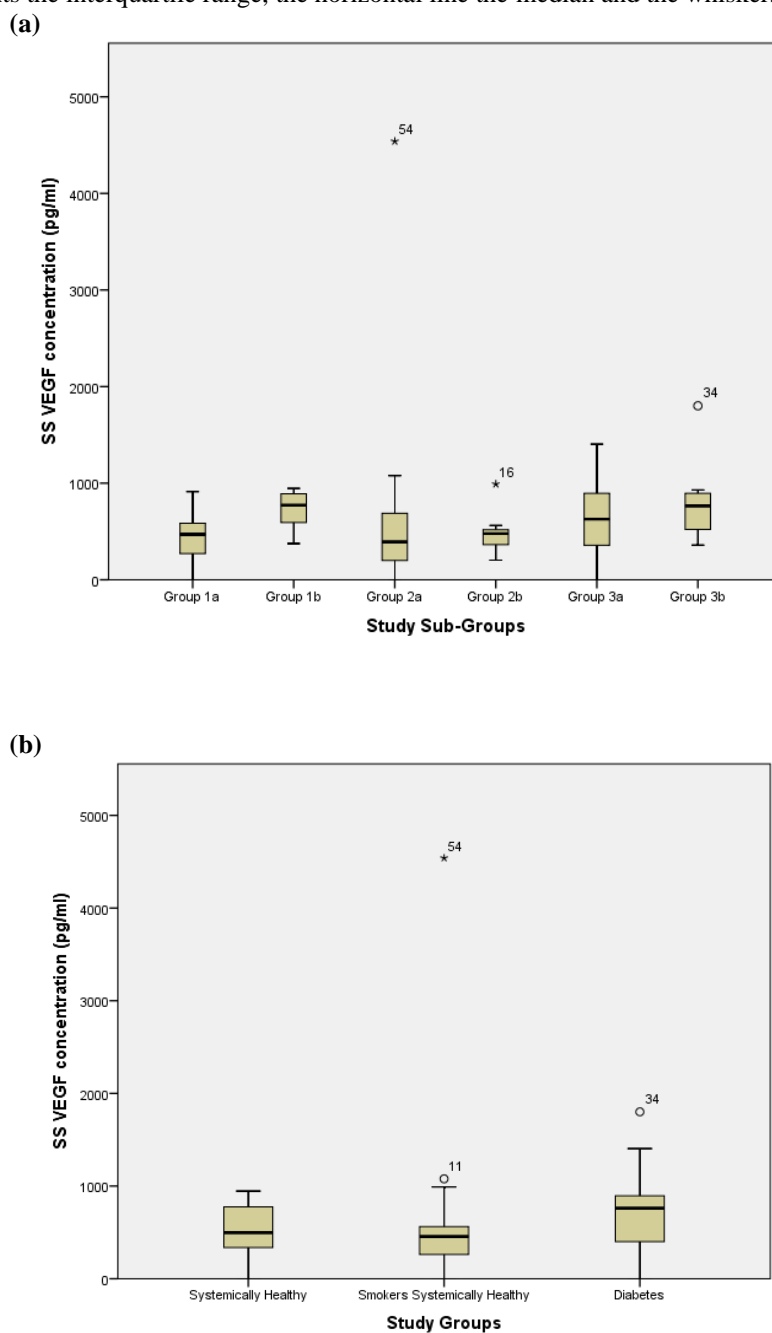 the interquartile range, the horizontal line the median and the whisker
(a)
5000
4000
3000
2000
1000
0
SS VEGF concentration (pg/ml)
54
16
34
Group 1a Group 1b Group 2a Group 2b Group 3a Group 3b
Study Sub-Groups
(b)
5000
4000
3000
2000
1000
0
SS VEGF concentration (pg/ml)
54
11
34
Systemically Healthy Smokers Systemically Healthy Diabetes
Study Groups